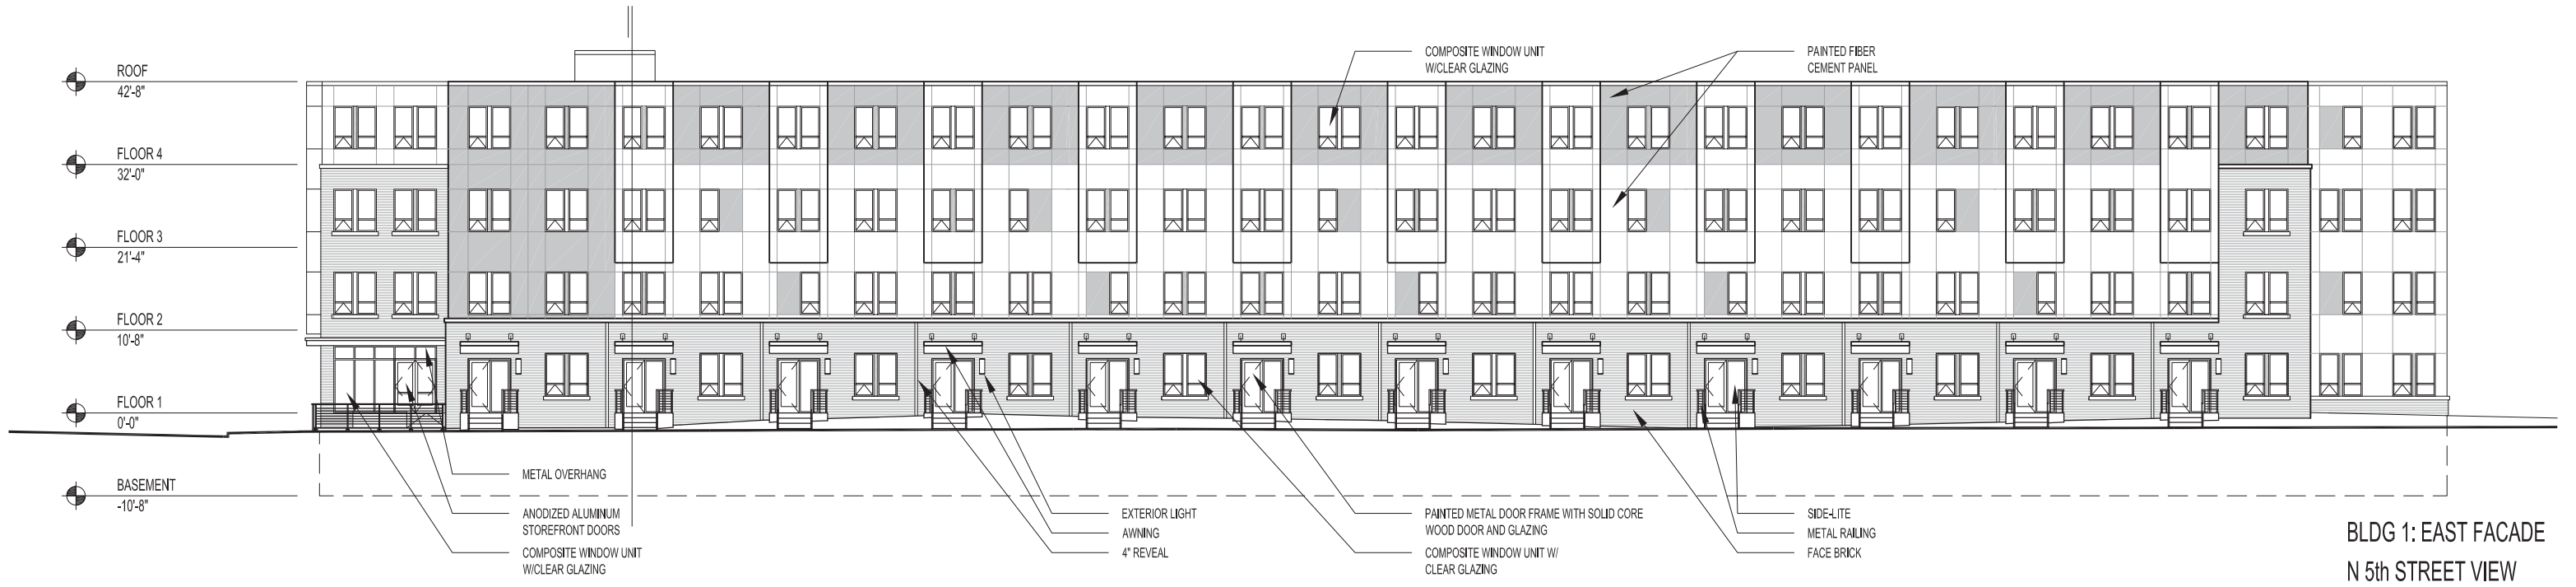 ROOF
42'-8"
FLOOR 4
32'-0"
FLOOR 3
21'-4"
FLOOR 2
10'-8"
FLOOR 1
0'-0"
BASEMENT
-10'-8"
COMPOSITE WINDOW UNIT
W/CLEAR GLAZING
PAINTED FIBER
CEMENT PANEL
METAL OVERHANG
ANODIZED ALUMINUM
STOREFRONT DOORS
COMPOSITE WINDOW UNIT
W/CLEAR GLAZING
EXTERIOR LIGHT
AWNING
4" REVEAL
PAINTED METAL DOOR FRAME WITH SOLID CORE
WOOD DOOR AND GLAZING
COMPOSITE WINDOW UNIT W/
CLEAR GLAZING
SIDE-LITE
METAL RAILING
FACE BRICK
BLDG 1: EAST FACADE
N 5th STREET VIEW